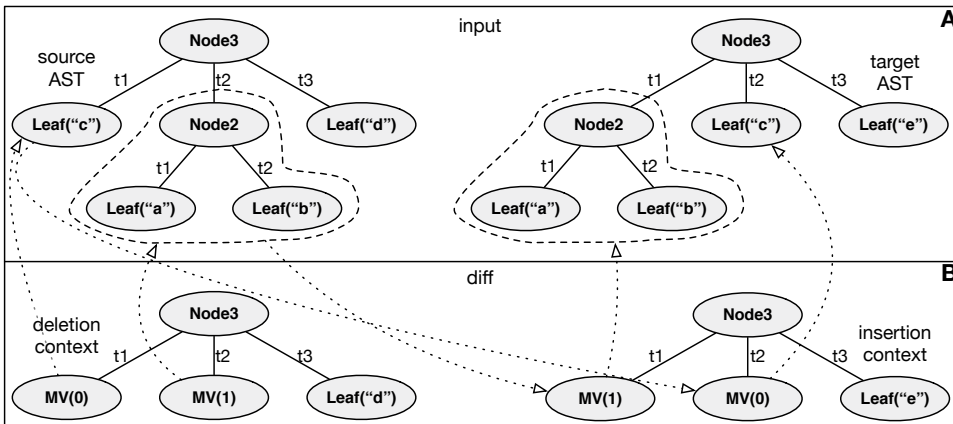 input
A
Node3
Node3
source
AST
target
AST
t1
t2
t3
t1
t2
t3
Leaf(“c”)
Node2
Leaf(“d”)
Node2
Leaf(“c”)
Leaf(“e”)
t1
t2
t1
t2
Leaf(“a”)
Leaf(“b”)
Leaf(“a”)
Leaf(“b”)
diff
B
Node3
Node3
deletion
context
insertion
context
t1
t2
t3
t1
t2
t3
MV(0)
MV(1)
Leaf(“d”)
MV(1)
MV(0)
Leaf(“e”)